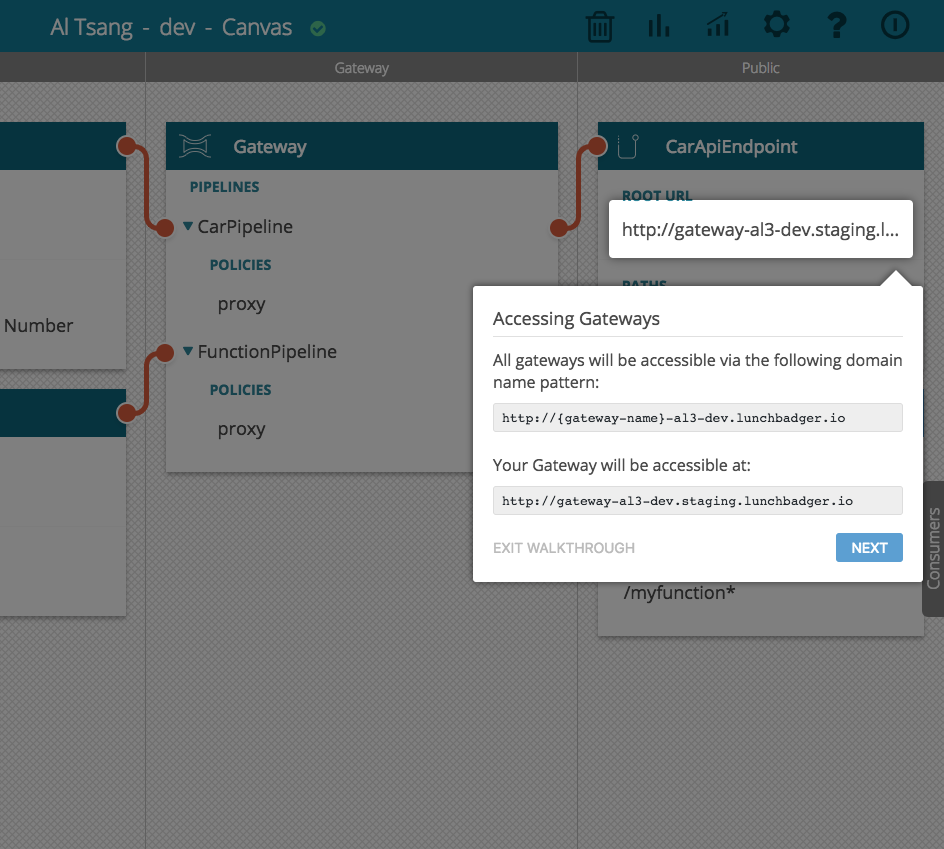 Al Tsang - dev - Canvas
Gateway
Public
Gateway
CarApiEndpoint
PIPELINES
ROOT URL
CarPipeline
http://gateway-al3-dev.staging.l...
POLICIES
PATHS
proxy
Number
FunctionPipeline
POLICIES
proxy
Accessing Gateways
All gateways will be accessible via the following domain
name pattern:
http://{gateway-name}-al3-dev.lunchbadger.io
Your Gateway will be accessible at:
http://gateway-al3-dev.staging.lunchbadger.io
EXIT WALKTHROUGH
NEXT
Consumers
/myfunction*